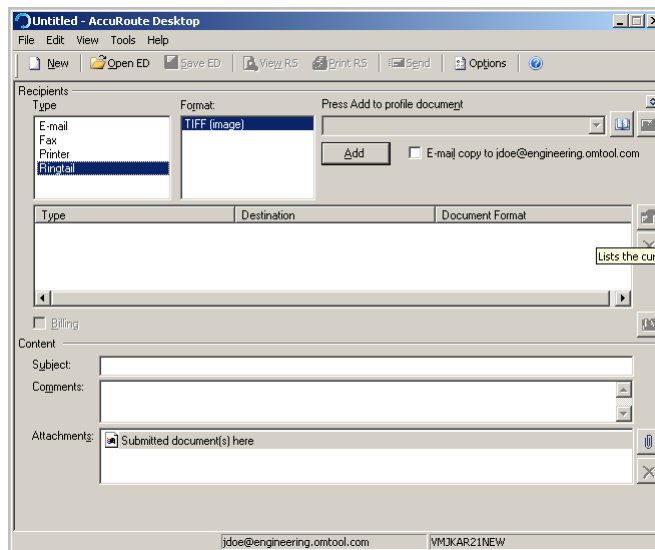 Untitled - AccuRoute Desktop
File Edit View Tools Help
New Open ED Save ED View RS Print RS Send Options
Recipients
Type Format: Press Add to profile document
E-mail TIFF (image)
Fax
Printer
Ringtail
Add E-mail copy to jdoe@engineering.omtool.com
Type Destination Document Format
Lists the cur
Billing
Content
Subject:
Comments:
Attachments: Submitted document(s) here
jdoe@engineering.omtool.com VMJKAR21NEW